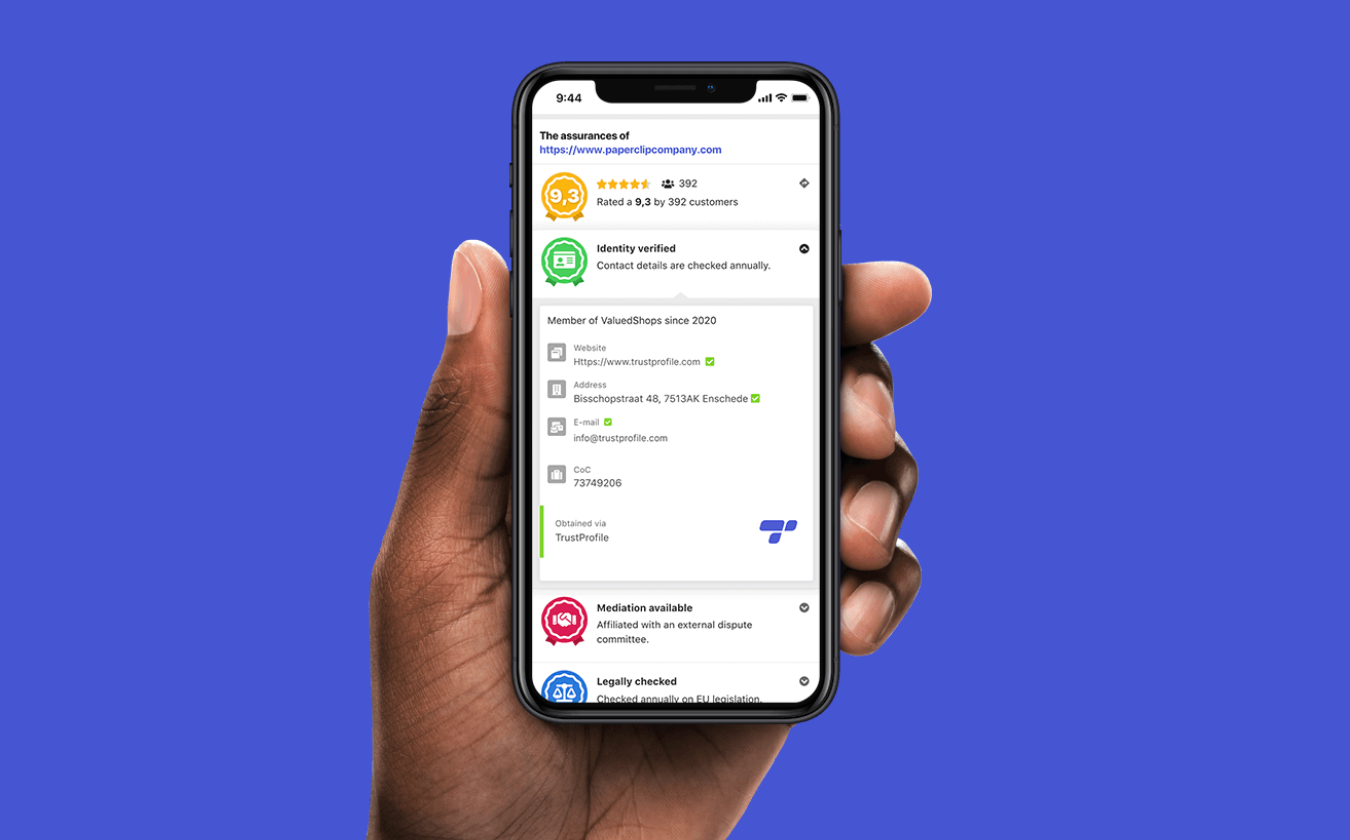 9:44
The assurances of
https://www.paperclipcompany.com
9,3
392
Rated a 9,3 by 392 customers
Identity verified
Contact details are checked annually.
Member of ValuedShops since 2020
Website
Https://www.trustprofile.com
Address
Bisschopstraat 48, 7513AK Enschede
E-mail
info@trustprofile.com
CoC
73749206
Obtained via
TrustProfile
Mediation available
Affiliated with an external dispute
committee.
Legally checked
Checked annually on EU legislation.